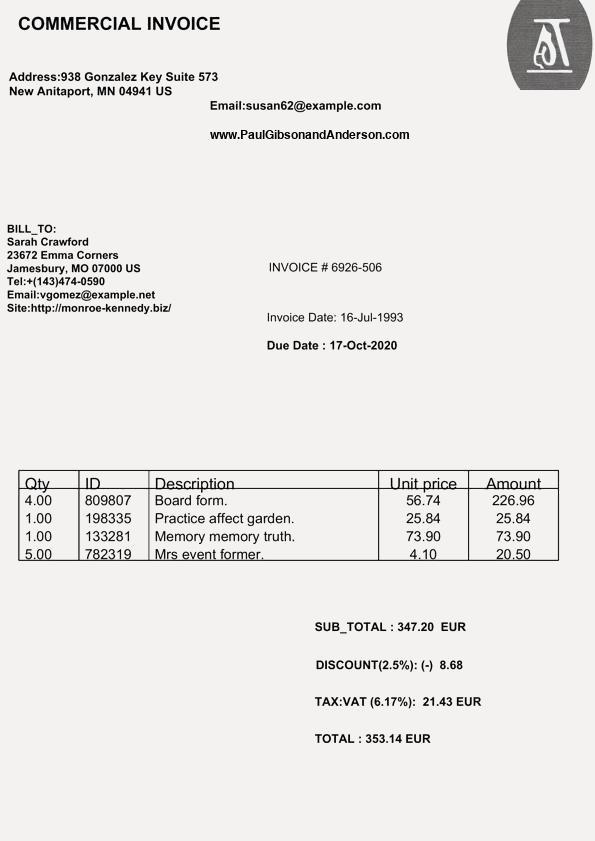 COMMERCIAL INVOICE
Address:938 Gonzalez Key Suite 573
New Anitaport, MN 04941 US
Email:susan62@example.com
www.PaulGibsonandAnderson.com
BILL_TO:
Sarah Crawford
23672 Emma Corners
Jamesbury, MO 07000 US
Tel:+(143)474-0590
Email:vgomez@example.net
Site:http://monroe-kennedy.biz/
INVOICE # 6926-506
Invoice Date: 16-Jul-1993
Due Date : 17-Oct-2020
Qty ID Description Unit price Amount
4.00 809807 Board form. 56.74 226.96
1.00 198335 Practice affect garden. 25.84 25.84
1.00 133281 Memory memory truth. 73.90 73.90
5.00 782319 Mrs event former. 4.10 20.50
SUB_TOTAL : 347.20 EUR
DISCOUNT(2.5%): (-) 8.68
TAX:VAT (6.17%): 21.43 EUR
TOTAL : 353.14 EUR